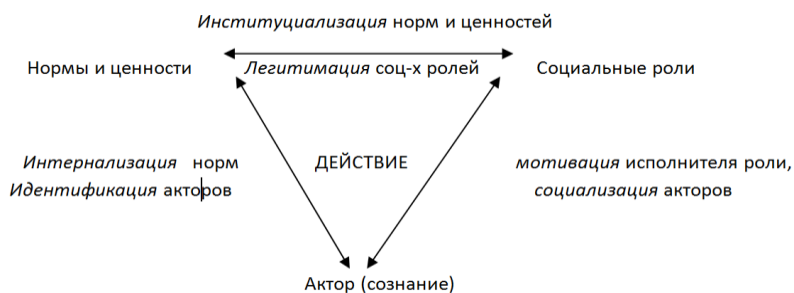 Институциализация норм и ценностей
Нормы и ценности Легитимация соц-х ролей Социальные роли
Интернализация норм ДЕЙСТВИЕ мотивация исполнителя роли,
Идентификация акторов социализация акторов
Актор (сознание)